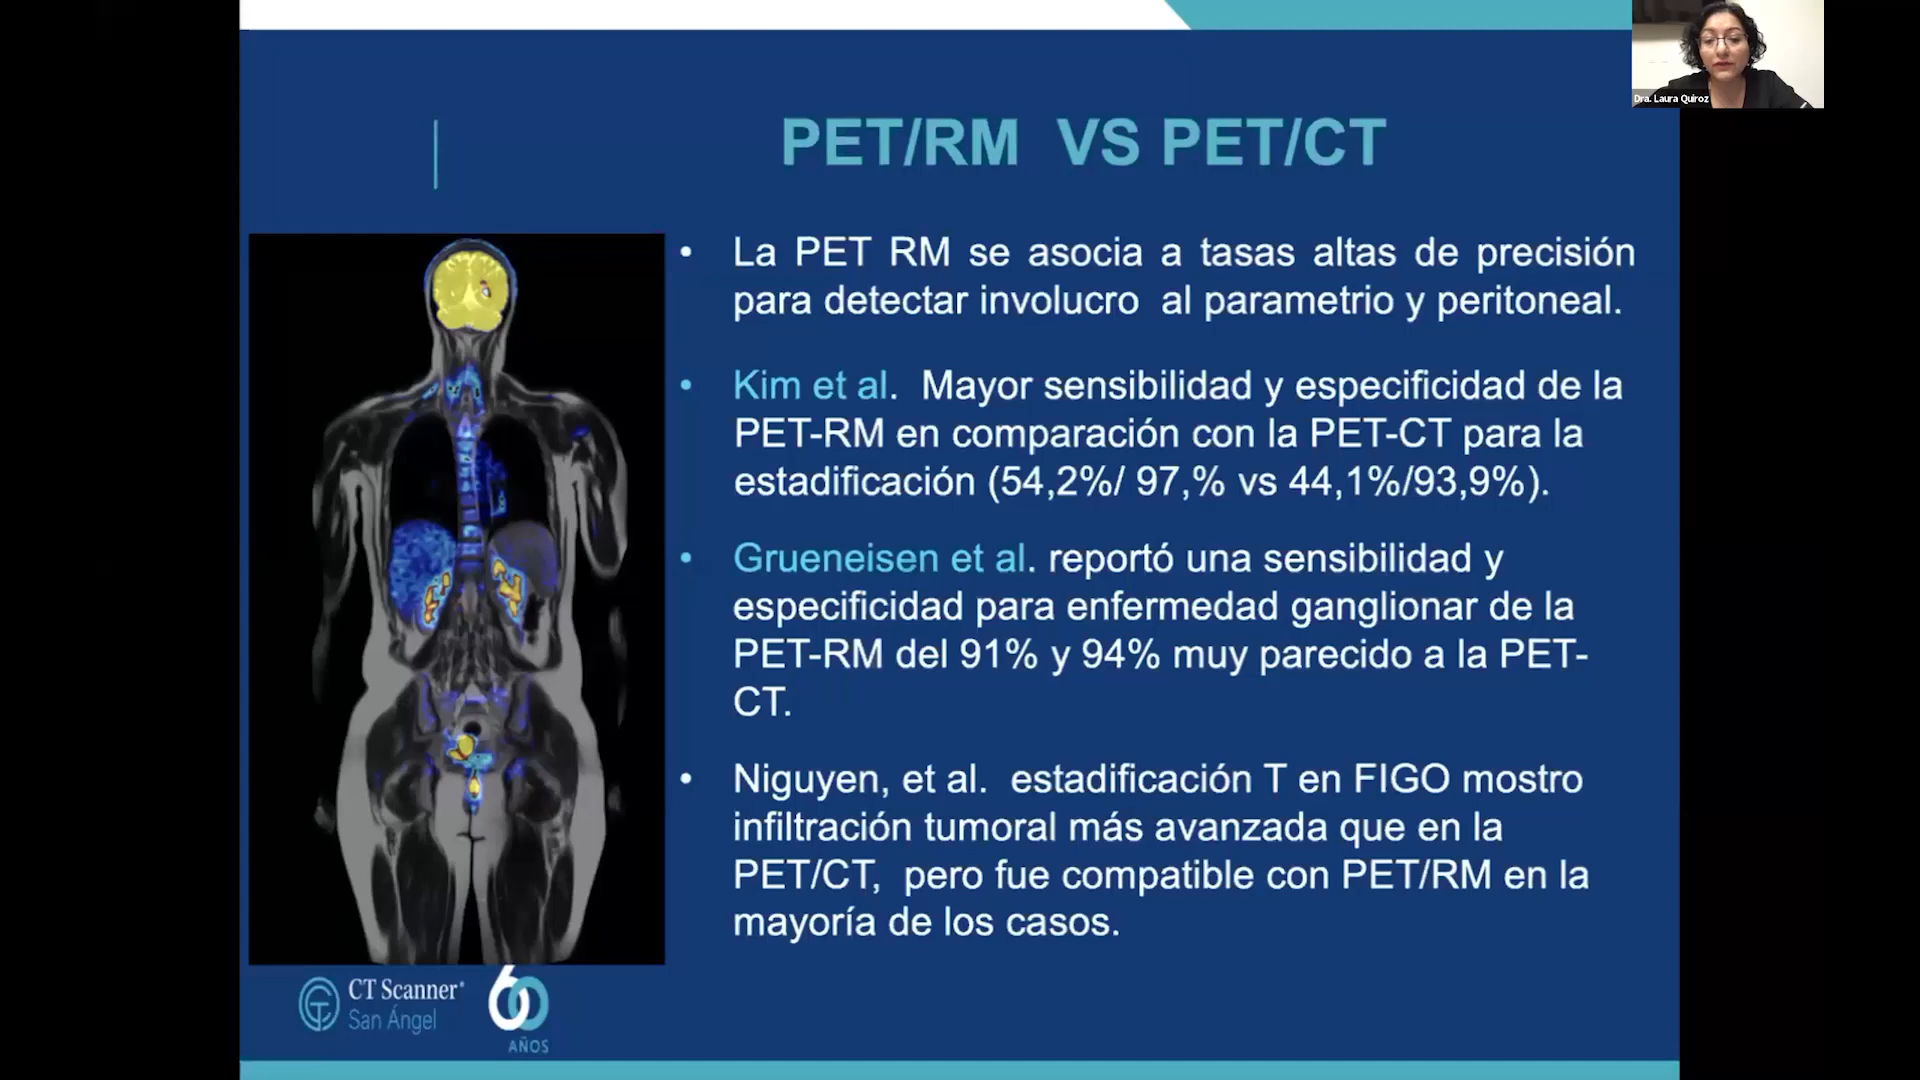 Dra. Laura Quiroz
PET/RM VS PET/CT
• La PET RM se asocia a tasas altas de precisión
para detectar involucro al parametrio y peritoneal.
• Kim et al. Mayor sensibilidad y especificidad de la
PET-RM en comparación con la PET-CT para la
estadificación (54,2%/ 97,% vs 44,1%/93,9%).
• Grueneisen et al. reportó una sensibilidad y
especificidad para enfermedad ganglionar de la
PET-RM del 91% y 94% muy parecido a la PET-
CT.
• Niguyen, et al. estadificación T en FIGO mostro
infiltración tumoral más avanzada que en la
PET/CT, pero fue compatible con PET/RM en la
mayoría de los casos.
CT Scanner®
San Ángel
60
AÑOS